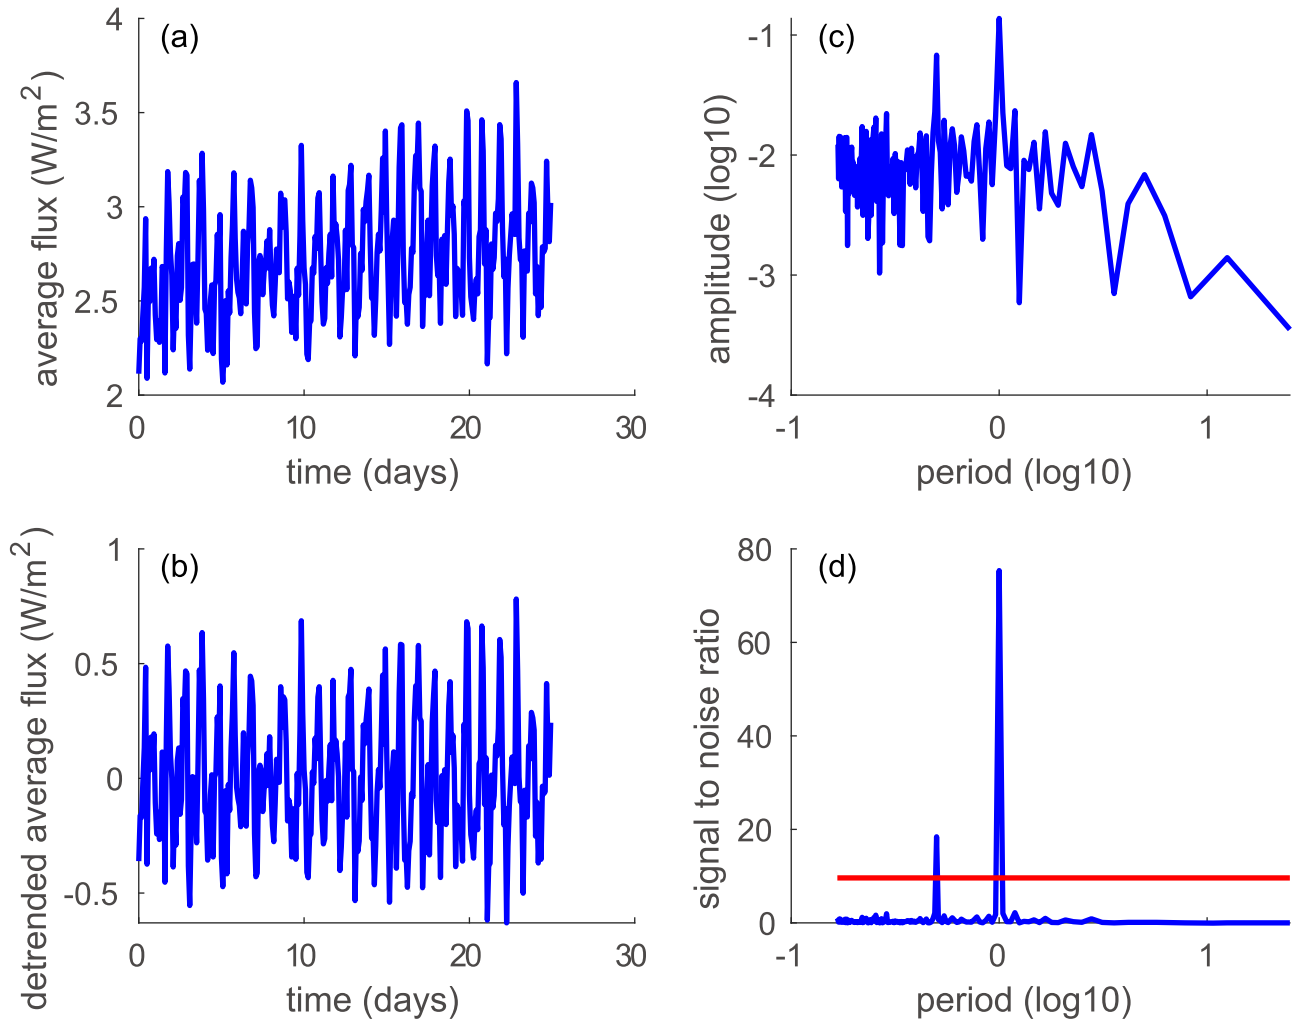 (a)
4
3.5
3
2.5
2
average flux (W/m²)
0
10
20
30
time (days)
(c)
-1
-2
-3
-4
amplitude (log10)
-1
0
1
period (log10)
(b)
1
0.5
0
-0.5
detrended average flux (W/m²)
0
10
20
30
time (days)
(d)
80
60
40
20
0
signal to noise ratio
-1
0
1
period (log10)